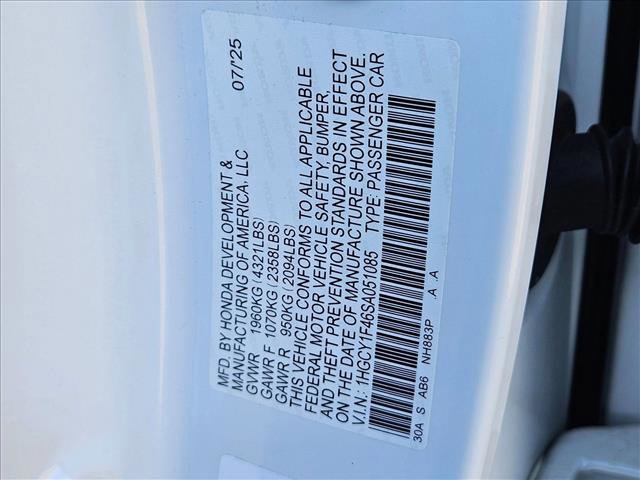 MFD. BY HONDA DEVELOPMENT & 07/'25
MANUFACTURING OF AMERICA, LLC
GVWR 1960KG (4321LBS)
GAWR F 1070KG (2358LBS)
GAWR R 950KG (2094LBS)
THIS VEHICLE CONFORMS TO ALL APPLICABLE
FEDERAL MOTOR VEHICLE SAFETY, BUMPER,
AND THEFT PREVENTION STANDARDS IN EFFECT
ON THE DATE OF MANUFACTURE SHOWN ABOVE.
V.I.N.: 1HGCY1F46SA051085 TYPE: PASSENGER CAR
30A S AB6 NH883P .A .A